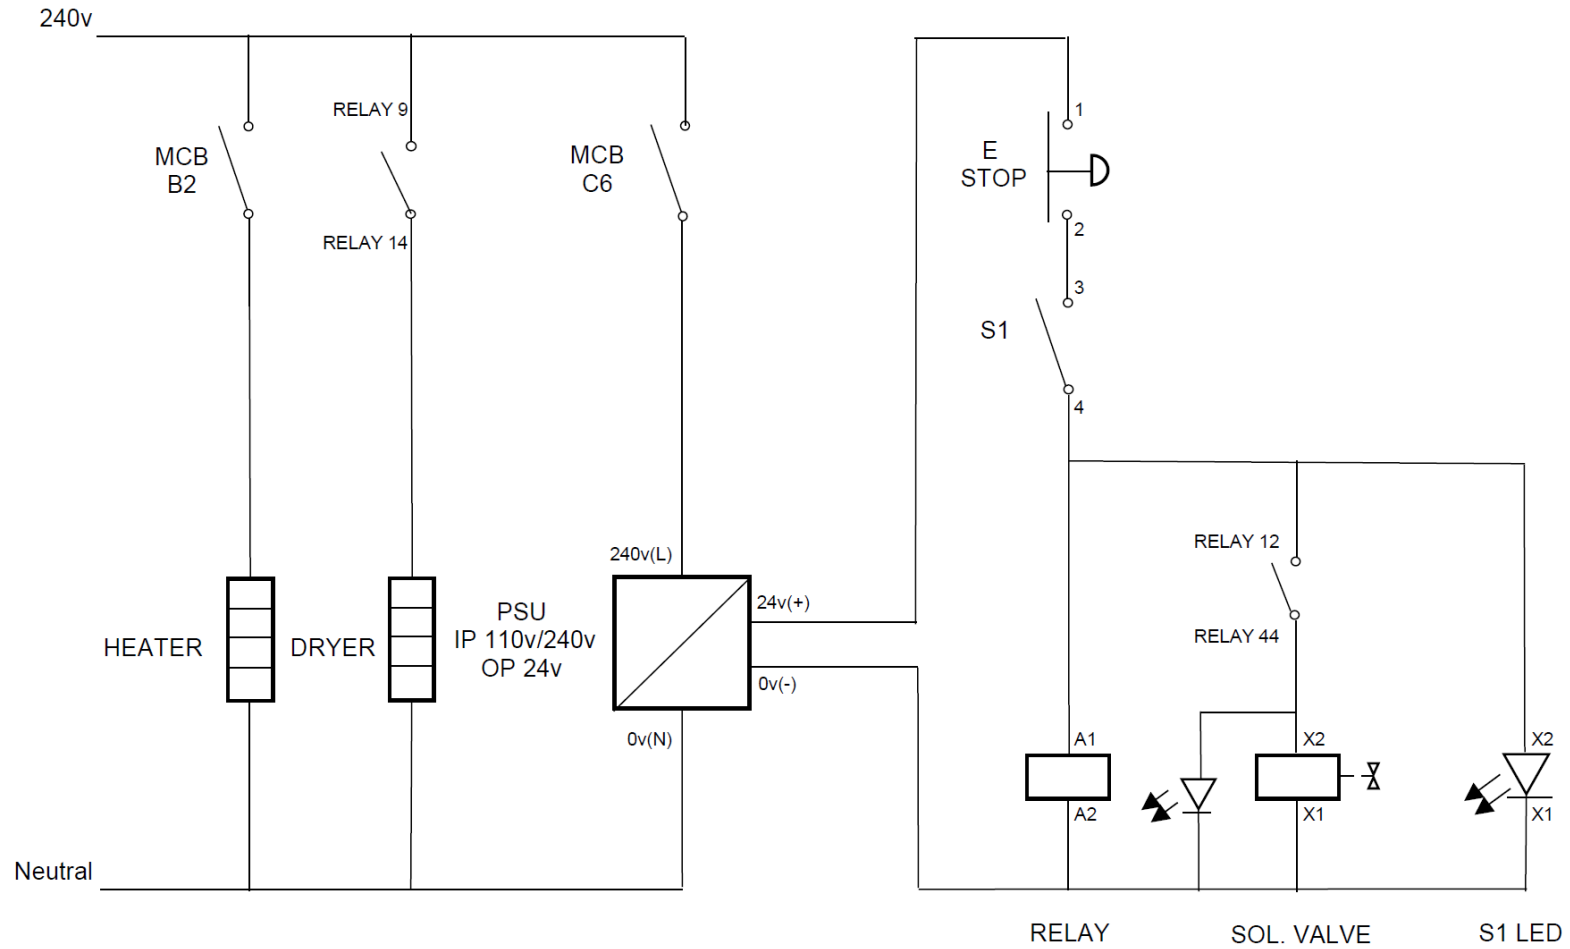 240v
RELAY 9
MCB
B2
RELAY 14
MCB
C6
1
E
STOP
2
3
S1
4
240v(L)
24v(+)
PSU
IP 110v/240v
OP 24v
HEATER
DRYER
0v(-)
0v(N)
RELAY 12
RELAY 44
A1
X2
X2
A2
X1
X1
Neutral
RELAY
SOL. VALVE
S1 LED